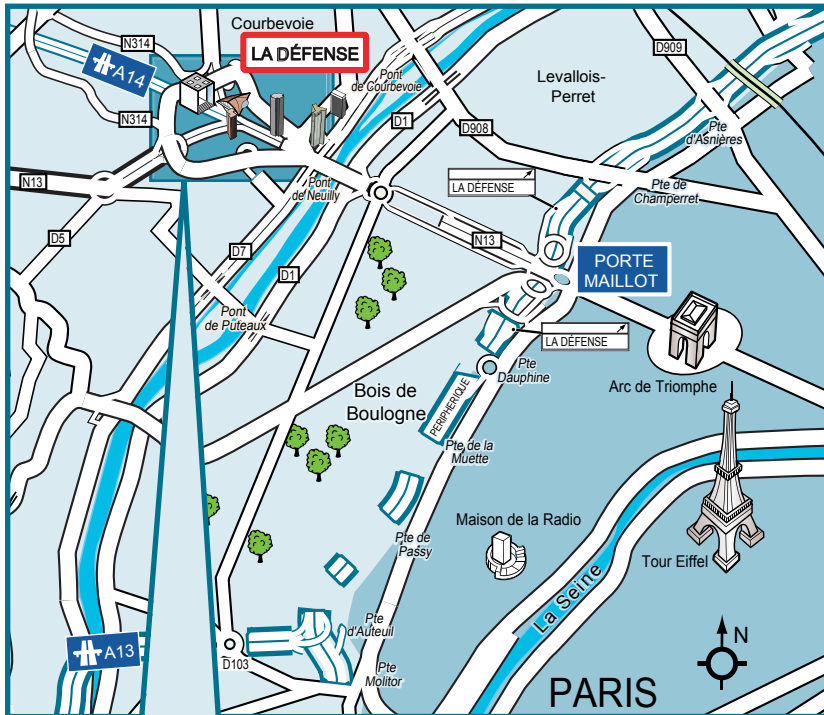 Courbevoie
N314
LA DÉFENSE
A14
D909
Pont
de Courbevoie
Levallois-
Perret
N314
D1
D908
Pte
d'Asnières
LA DÉFENSE
Pte de
Champerret
N13
Pont
de Neuilly
D5
D7
N13
D1
PORTE
MAILLOT
Pont
de Puteaux
LA DÉFENSE
Pte
Dauphine
Arc de Triomphe
Bois de
Boulogne
PERIPHERIQUE
Pte de la
Muette
Maison de la Radio
Pte de
Passy
Tour Eiffel
La Seine
Pte
d'Auteuil
N
A13
D103
Pte
Molitor
PARIS